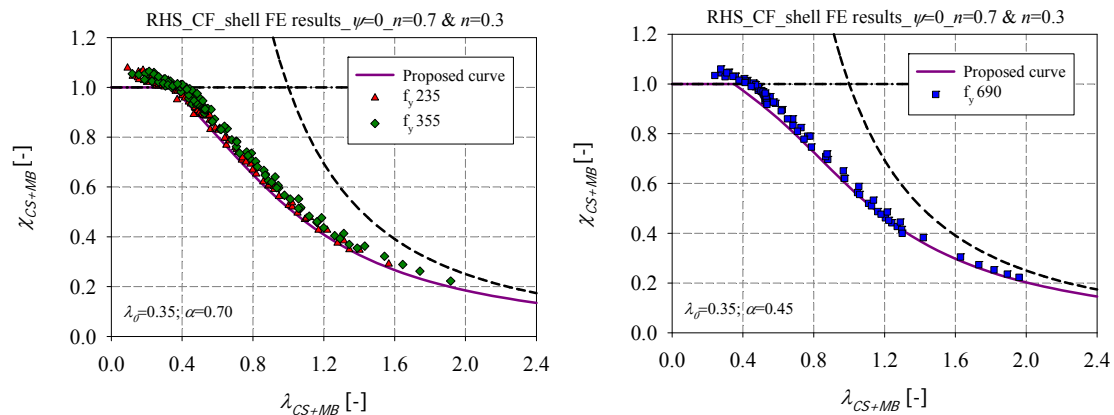 RHS_CF_shell FE results_ψ=0_n=0.7 & n=0.3
1.2
1.0
0.8
0.6
0.4
0.2
0.0
χCS+MB [-]
Proposed curve
fy 235
fy 355
λ0=0.35; α=0.70
0.0 0.4 0.8 1.2 1.6 2.0 2.4
λCS+MB [-]
RHS_CF_shell FE results_ψ=0_n=0.7 & n=0.3
1.2
1.0
0.8
0.6
0.4
0.2
0.0
χCS+MB [-]
Proposed curve
fy 690
λ0=0.35; α=0.45
0.0 0.4 0.8 1.2 1.6 2.0 2.4
λCS+MB [-]